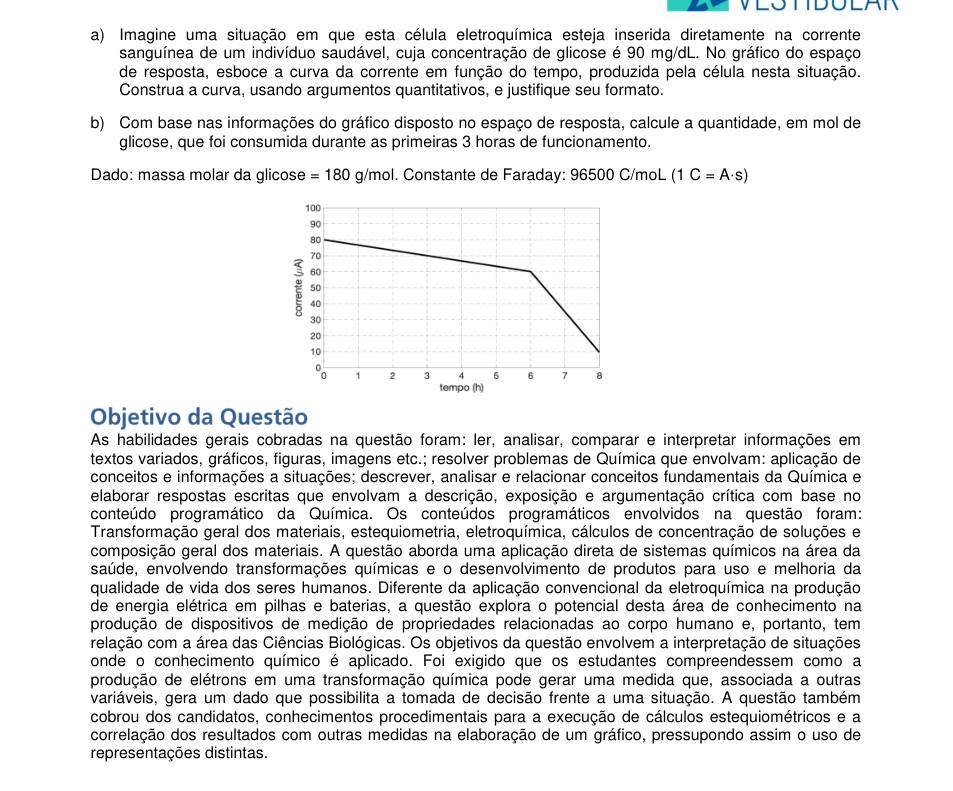 VESTIBULAR
a) Imagine uma situação em que esta célula eletroquímica esteja inserida diretamente na corrente
sanguínea de um indivíduo saudável, cuja concentração de glicose é 90 mg/dL. No gráfico do espaço
de resposta, esboce a curva da corrente em função do tempo, produzida pela célula nesta situação.
Construa a curva, usando argumentos quantitativos, e justifique seu formato.
b) Com base nas informações do gráfico disposto no espaço de resposta, calcule a quantidade, em mol de
glicose, que foi consumida durante as primeiras 3 horas de funcionamento.
Dado: massa molar da glicose = 180 g/mol. Constante de Faraday: 96500 C/moL (1 C = A·s)
100
90
80
70
60
50
40
30
20
10
0
corrente (µA)
0 1 2 3 4 5 6 7 8
tempo (h)
Objetivo da Questão
As habilidades gerais cobradas na questão foram: ler, analisar, comparar e interpretar informações em
textos variados, gráficos, figuras, imagens etc.; resolver problemas de Química que envolvam: aplicação de
conceitos e informações a situações; descrever, analisar e relacionar conceitos fundamentais da Química e
elaborar respostas escritas que envolvam a descrição, exposição e argumentação crítica com base no
conteúdo programático da Química. Os conteúdos programáticos envolvidos na questão foram:
Transformação geral dos materiais, estequiometria, eletroquímica, cálculos de concentração de soluções e
composição geral dos materiais. A questão aborda uma aplicação direta de sistemas químicos na área da
saúde, envolvendo transformações químicas e o desenvolvimento de produtos para uso e melhoria da
qualidade de vida dos seres humanos. Diferente da aplicação convencional da eletroquímica na produção
de energia elétrica em pilhas e baterias, a questão explora o potencial desta área de conhecimento na
produção de dispositivos de medição de propriedades relacionadas ao corpo humano e, portanto, tem
relação com a área das Ciências Biológicas. Os objetivos da questão envolvem a interpretação de situações
onde o conhecimento químico é aplicado. Foi exigido que os estudantes compreendessem como a
produção de elétrons em uma transformação química pode gerar uma medida que, associada a outras
variáveis, gera um dado que possibilita a tomada de decisão frente a uma situação. A questão também
cobrou dos candidatos, conhecimentos procedimentais para a execução de cálculos estequiométricos e a
correlação dos resultados com outras medidas na elaboração de um gráfico, pressupondo assim o uso de
representações distintas.